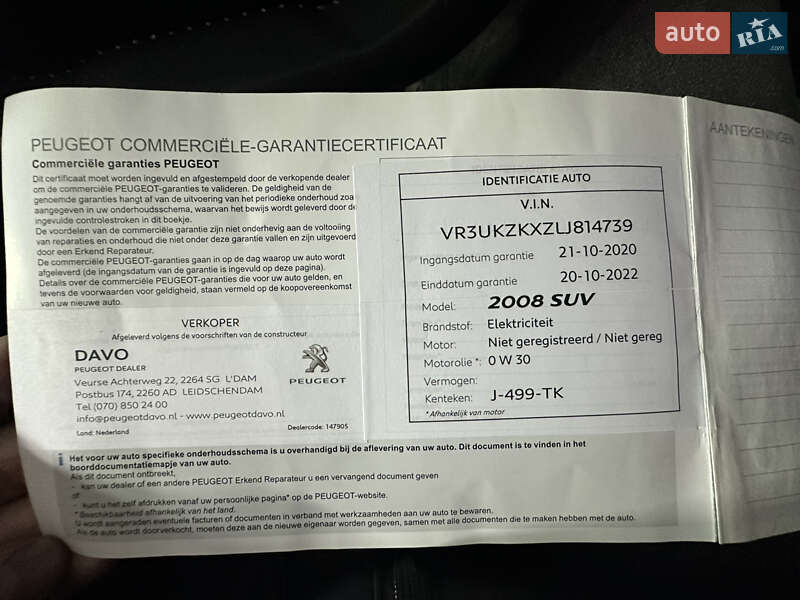 auto RIA.com
PEUGEOT COMMERCIËLE-GARANTIECERTIFICAAT
Commerciële garanties PEUGEOT
Dit certificaat moet worden ingevuld en afgestempeld door de verkopende dealer
om de commerciële PEUGEOT-garanties te valideren. De geldigheid van de
genoemde garanties hangt af van de uitvoering van het periodieke onderhoud zoa
aangegeven in uw onderhoudsschema, waarvan het bewijs wordt geleverd door de
ingevulde controlestroken in dit boekje.
De voordelen van de commerciële garantie zijn niet onderhevig aan de voltooiing
van reparaties en onderhoud die niet onder deze garantie vallen en zijn uitgevoerd
door een Erkend Reparateur.
De commerciële PEUGEOT-garanties gaan in op de dag waarop uw auto wordt
afgeleverd (de ingangsdatum van de garantie is ingevuld op deze pagina).
Details over de commerciële PEUGEOT-garanties die voor uw auto gelden, en
tevens de voorwaarden voor geldigheid, staan vermeld op de koopovereenkomst
van uw nieuwe auto.
VERKOPER
Afgeleverd volgens de voorschriften van de constructeur
DAVO
PEUGEOT DEALER
Veurse Achterweg 22, 2264 SG L'DAM
Postbus 174, 2260 AD LEIDSCHENDAM
Tel (070) 850 24 00
info@peugeotdavo.nl - www.peugeotdavo.nl
Land: Nederland
PEUGEOT
Dealercode: 147905
IDENTIFICATIE AUTO
V.I.N.
VR3UKZKXZLJ814739
Ingangsdatum garantie 21-10-2020
Einddatum garantie 20-10-2022
Model: 2008 SUV
Brandstof: Elektriciteit
Motor: Niet geregistreerd / Niet gereg
Motorolie *: 0 W 30
Vermogen:
Kenteken: J-499-TK
* Afhankelijk van motor
AANTEKENINGEN
i Het voor uw auto specifieke onderhoudsschema is u overhandigd bij de aflevering van uw auto. Dit document is te vinden in het
boorddocumentatiemapje van uw auto.
Als dit document ontbreekt,
- kan uw dealer of een andere PEUGEOT Erkend Reparateur u een vervangend document geven
of
- kunt u het zelf afdrukken vanaf uw persoonlijke pagina* op de PEUGEOT-website.
* Beschikbaarheid afhankelijk van het land.
U wordt aangeraden eventuele facturen of documenten in verband met werkzaamheden aan uw auto te bewaren.
Als de auto wordt doorverkocht, moeten deze aan de nieuwe eigenaar worden gegeven, samen met alle documenten die te maken hebben met de auto.